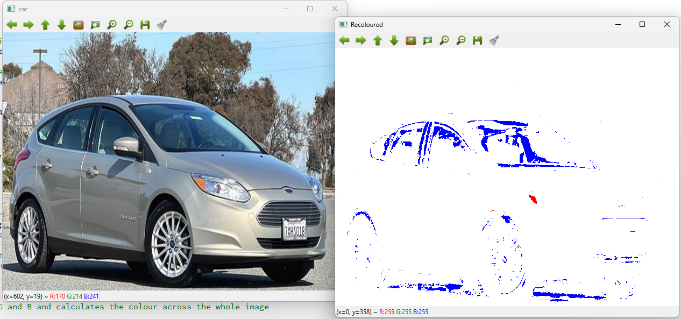 car
Recoloured
(x=602, y=19) ~ R:170 G:214 B:241
(x=0, y=358) ~ R:255 G:255 B:255
and B and calculates the colour across the whole image